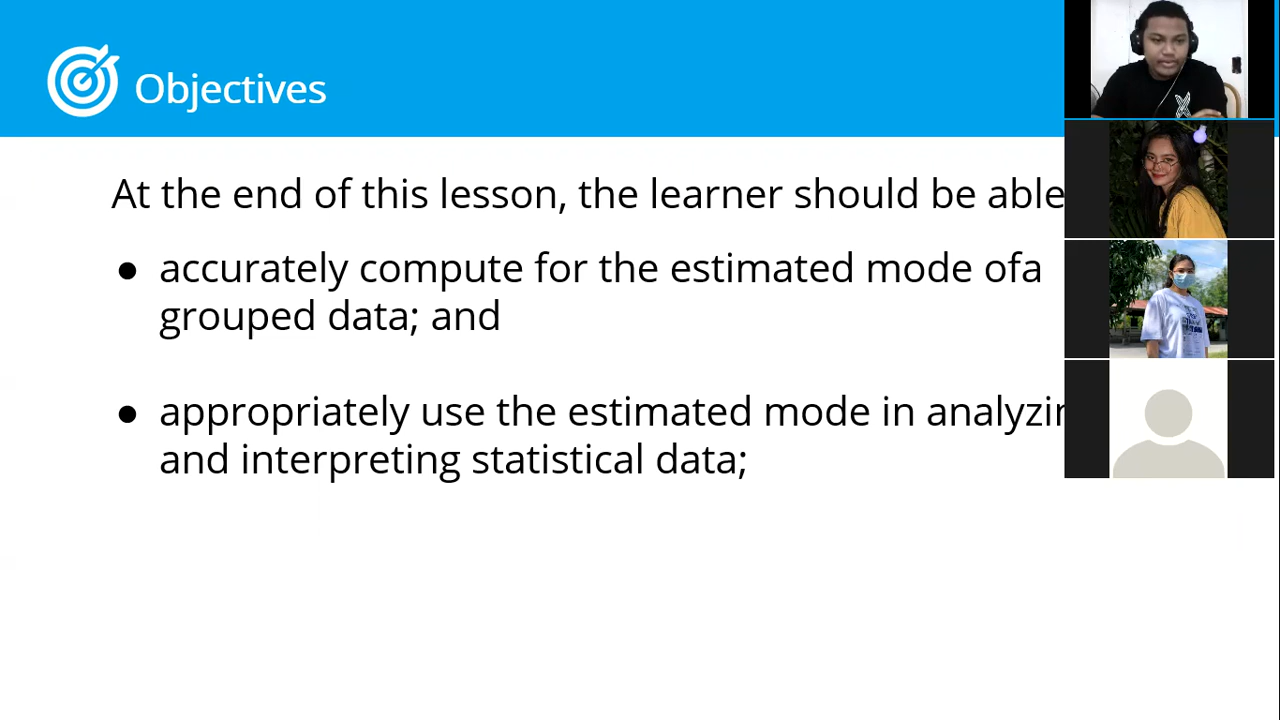 Objectives
At the end of this lesson, the learner should be able
● accurately compute for the estimated mode ofa
grouped data; and
● appropriately use the estimated mode in analyzin
and interpreting statistical data;